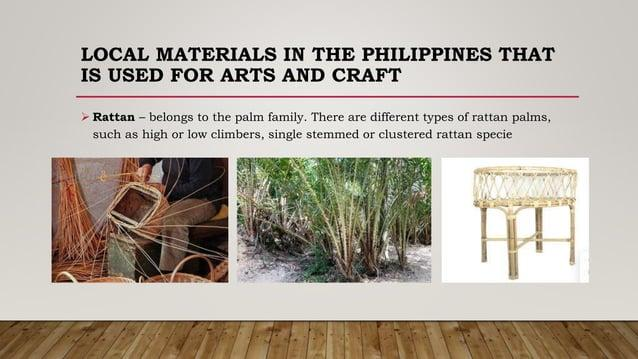 LOCAL MATERIALS IN THE PHILIPPINES THAT
IS USED FOR ARTS AND CRAFT
➢ Rattan – belongs to the palm family. There are different types of rattan palms,
such as high or low climbers, single stemmed or clustered rattan specie